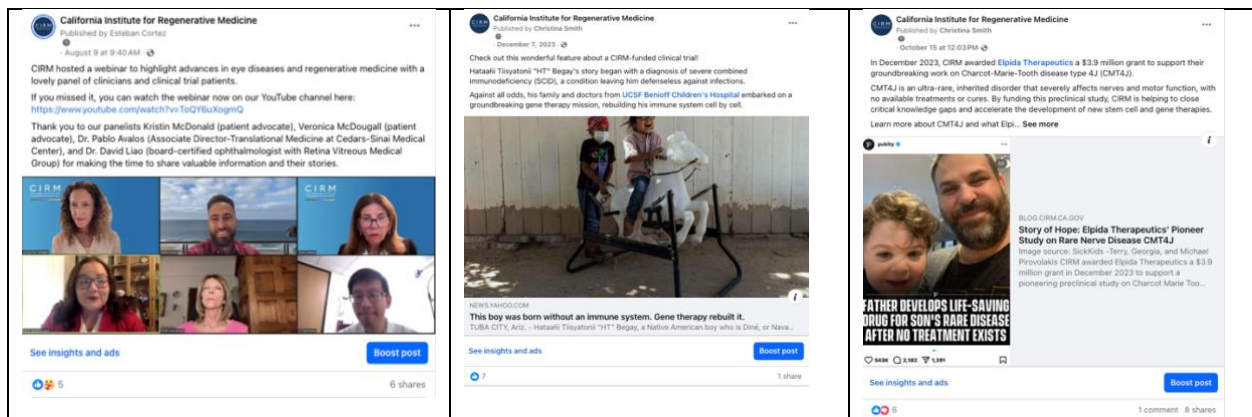 California Institute for Regenerative Medicine
Published by Esteban Cortez
· August 9 at 9:40 AM ·
CIRM hosted a webinar to highlight advances in eye diseases and regenerative medicine with a
lovely panel of clinicians and clinical trial patients.
If you missed it, you can watch the webinar now on our YouTube channel here:
https://www.youtube.com/watch?v=ToQY6uXogmQ
Thank you to our panelists Kristin McDonald (patient advocate), Veronica McDougall (patient
advocate), Dr. Pablo Avalos (Associate Director-Translational Medicine at Cedars-Sinai Medical
Center), and Dr. David Liao (board-certified ophthalmologist with Retina Vitreous Medical
Group) for making the time to share valuable information and their stories.
CIRM
CIRM
See insights and ads
Boost post
5
6 shares
California Institute for Regenerative Medicine
Published by Christina Smith
· December 7, 2023 ·
Check out this wonderful feature about a CIRM-funded clinical trial!
Hataałii Tiisyatonii "HT" Begay's story began with a diagnosis of severe combined
immunodeficiency (SCID), a condition leaving him defenseless against infections.
Against all odds, his family and doctors from UCSF Benioff Children's Hospital embarked on a
groundbreaking gene therapy mission, rebuilding his immune system cell by cell.
NEWS.YAHOO.COM
This boy was born without an immune system. Gene therapy rebuilt it.
TUBA CITY, Ariz. - Hataałii Tiisyatonii "HT" Begay, a Native American boy who is Diné, or Nava...
See insights and ads
Boost post
7
1 share
California Institute for Regenerative Medicine
Published by Christina Smith
· October 15 at 12:03 PM ·
In December 2023, CIRM awarded Elpida Therapeutics a $3.9 million grant to support their
groundbreaking work on Charcot-Marie-Tooth disease type 4J (CMT4J).
CMT4J is an ultra-rare, inherited disorder that severely affects nerves and motor function, with
no available treatments or cures. By funding this preclinical study, CIRM is helping to close
critical knowledge gaps and accelerate the development of new stem cell and gene therapies.
Learn more about CMT4J and what Elpi... See more
pubity
FATHER DEVELOPS LIFE-SAVING
DRUG FOR SON'S RARE DISEASE
AFTER NO TREATMENT EXISTS
BLOG.CIRM.CA.GOV
Story of Hope: Elpida Therapeutics' Pioneer
Study on Rare Nerve Disease CMT4J
Image source: SickKids -Terry, Georgia, and Michael
Pirovolakis CIRM awarded Elpida Therapeutics a $3.9
million grant in December 2023 to support a
pioneering preclinical study on Charcot Marie Too...
See insights and ads
Boost post
6
1 comment 8 shares